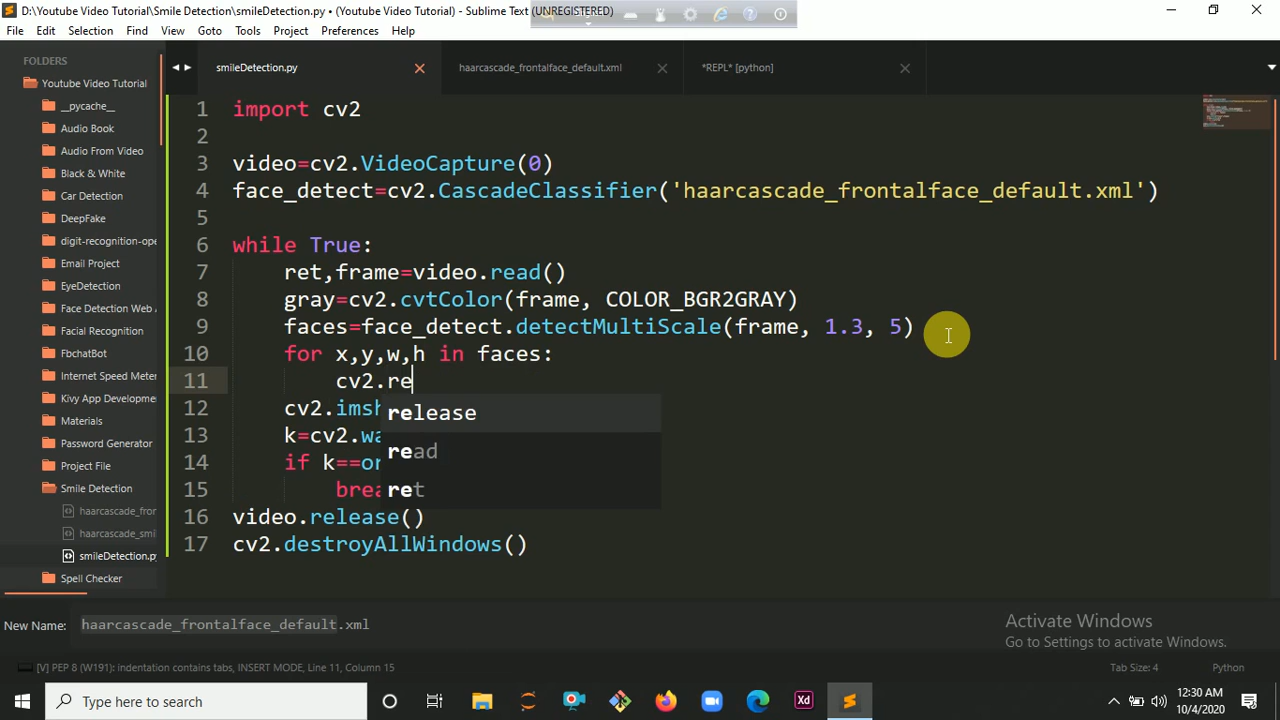 D:\Youtube Video Tutorial\Smile Detection\smileDetection.py • (Youtube Video Tutorial) - Sublime Text (UNREGISTERED)
File Edit Selection Find View Goto Tools Project Preferences Help
FOLDERS
Youtube Video Tutorial
__pycache__
Audio Book
Audio From Video
Black & White
Car Detection
DeepFake
digit-recognition-ope
Email Project
EyeDetection
Face Detection Web
Facial Recognition
FbchatBot
Internet Speed Meter
Kivy App Developme
Materials
Password Generator
Project File
Smile Detection
haarcascade_fror
haarcascade_smi
smileDetection.py
Spell Checker
smileDetection.py haarcascade_frontalface_default.xml *REPL* [python]
1 import cv2
2
3 video=cv2.VideoCapture(0)
4 face_detect=cv2.CascadeClassifier('haarcascade_frontalface_default.xml')
5
6 while True:
7 ret,frame=video.read()
8 gray=cv2.cvtColor(frame, COLOR_BGR2GRAY)
9 faces=face_detect.detectMultiScale(frame, 1.3, 5)
10 for x,y,w,h in faces:
11 cv2.re
12 cv2.imsh
13 k=cv2.wa
14 if k==or
15 brea
16 video.release()
17 cv2.destroyAllWindows()
release
read
ret
New Name: haarcascade_frontalface_default.xml
Activate Windows
Go to Settings to activate Windows.
[V] PEP 8 (W191): indentation contains tabs, INSERT MODE, Line 11, Column 15 Tab Size: 4 Python
Type here to search
Xd
12:30 AM
10/4/2020